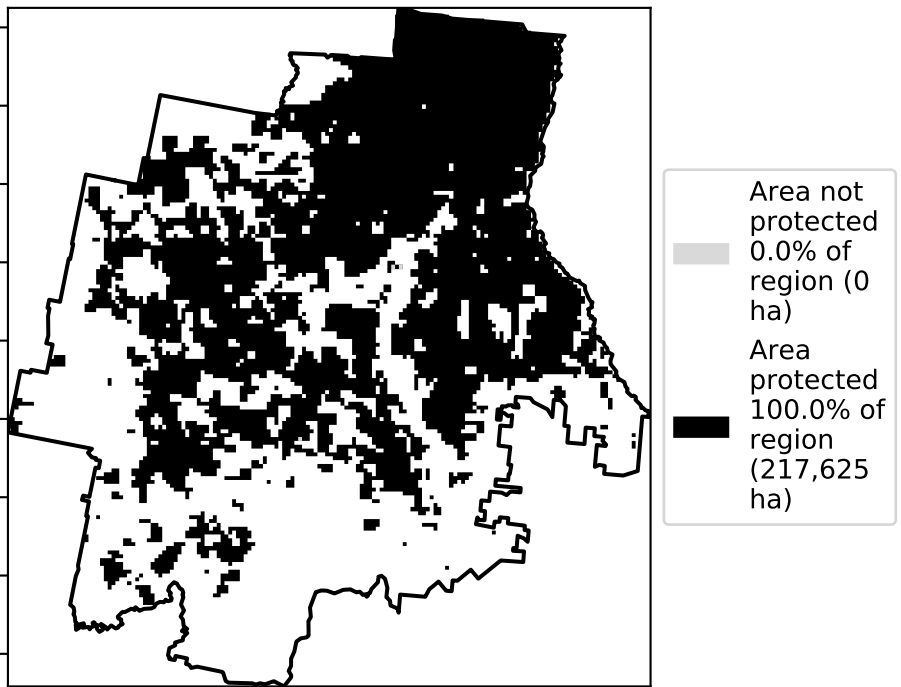 Area not
protected
0.0% of
region (0
ha)
Area
protected
100.0% of
region
(217,625
ha)